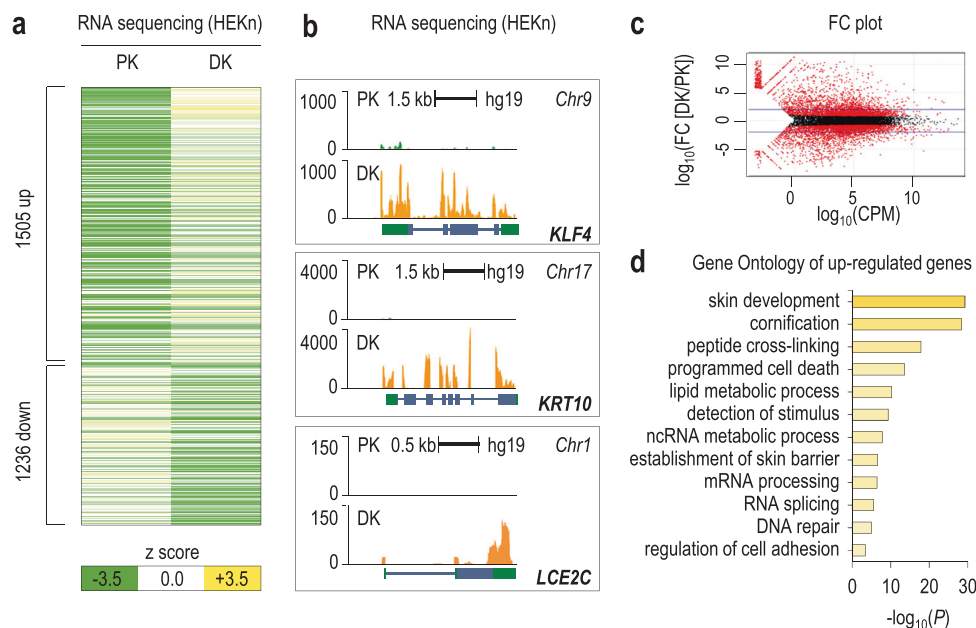 a
RNA sequencing (HEKn)
PK DK
1505 up
1236 down
z score
-3.5 0.0 +3.5
b
RNA sequencing (HEKn)
1000
PK 1.5 kb hg19 Chr9
0
1000
DK
0
KLF4
4000
PK 1.5 kb hg19 Chr17
0
4000
DK
0
KRT10
150
PK 0.5 kb hg19 Chr1
0
150
DK
0
LCE2C
c
FC plot
log10(FC [DK/PK])
10
5
0
-5
0 5 10
log10(CPM)
d
Gene Ontology of up-regulated genes
skin development
cornification
peptide cross-linking
programmed cell death
lipid metabolic process
detection of stimulus
ncRNA metabolic process
establishment of skin barrier
mRNA processing
RNA splicing
DNA repair
regulation of cell adhesion
0 -10 -20 -30
-log10(P)